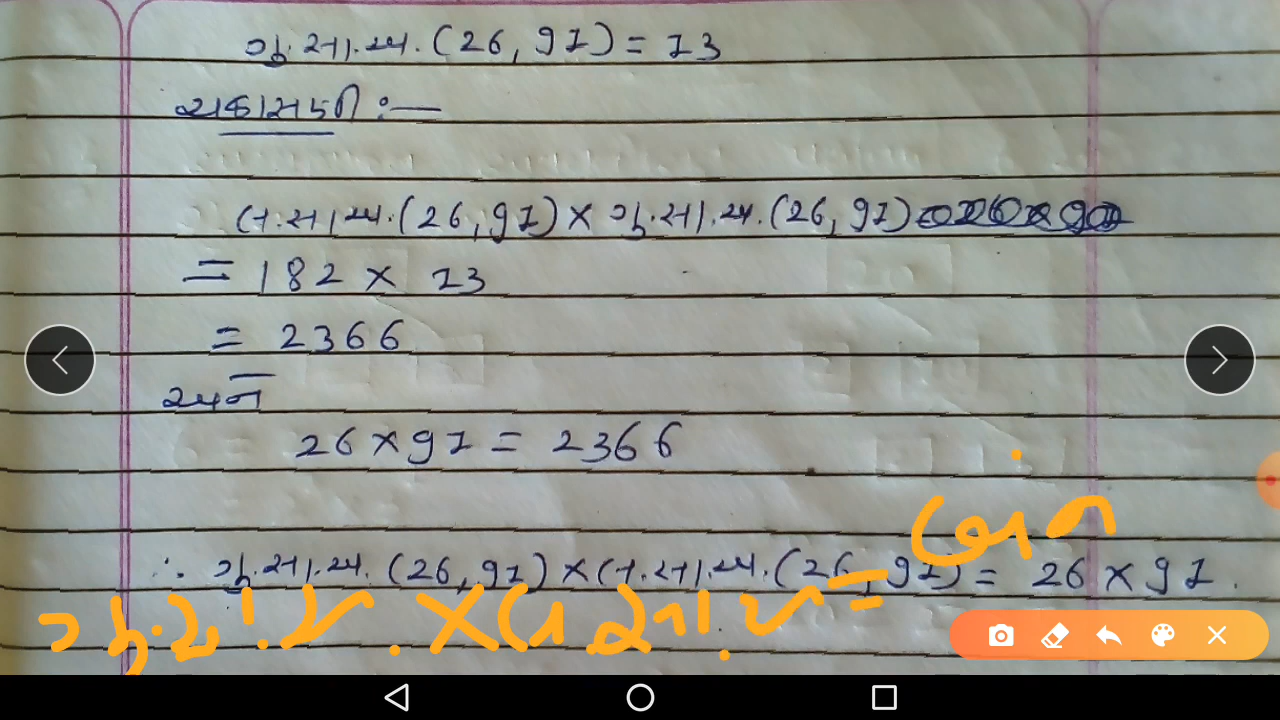 ગુ.સા.અ.(26, 91) = 13
ચકાસણી :—
લ.સા.અ.(26, 91) × ગુ.સા.અ.(26, 91)
= 182 × 13
= 2366
અને
26 × 91 = 2366
∴ ગુ.સા.અ.(26, 91) × લ.સા.અ.(26, 91) = 26 × 91.
ગુ.સા.અ. × લ.સા.અ. =